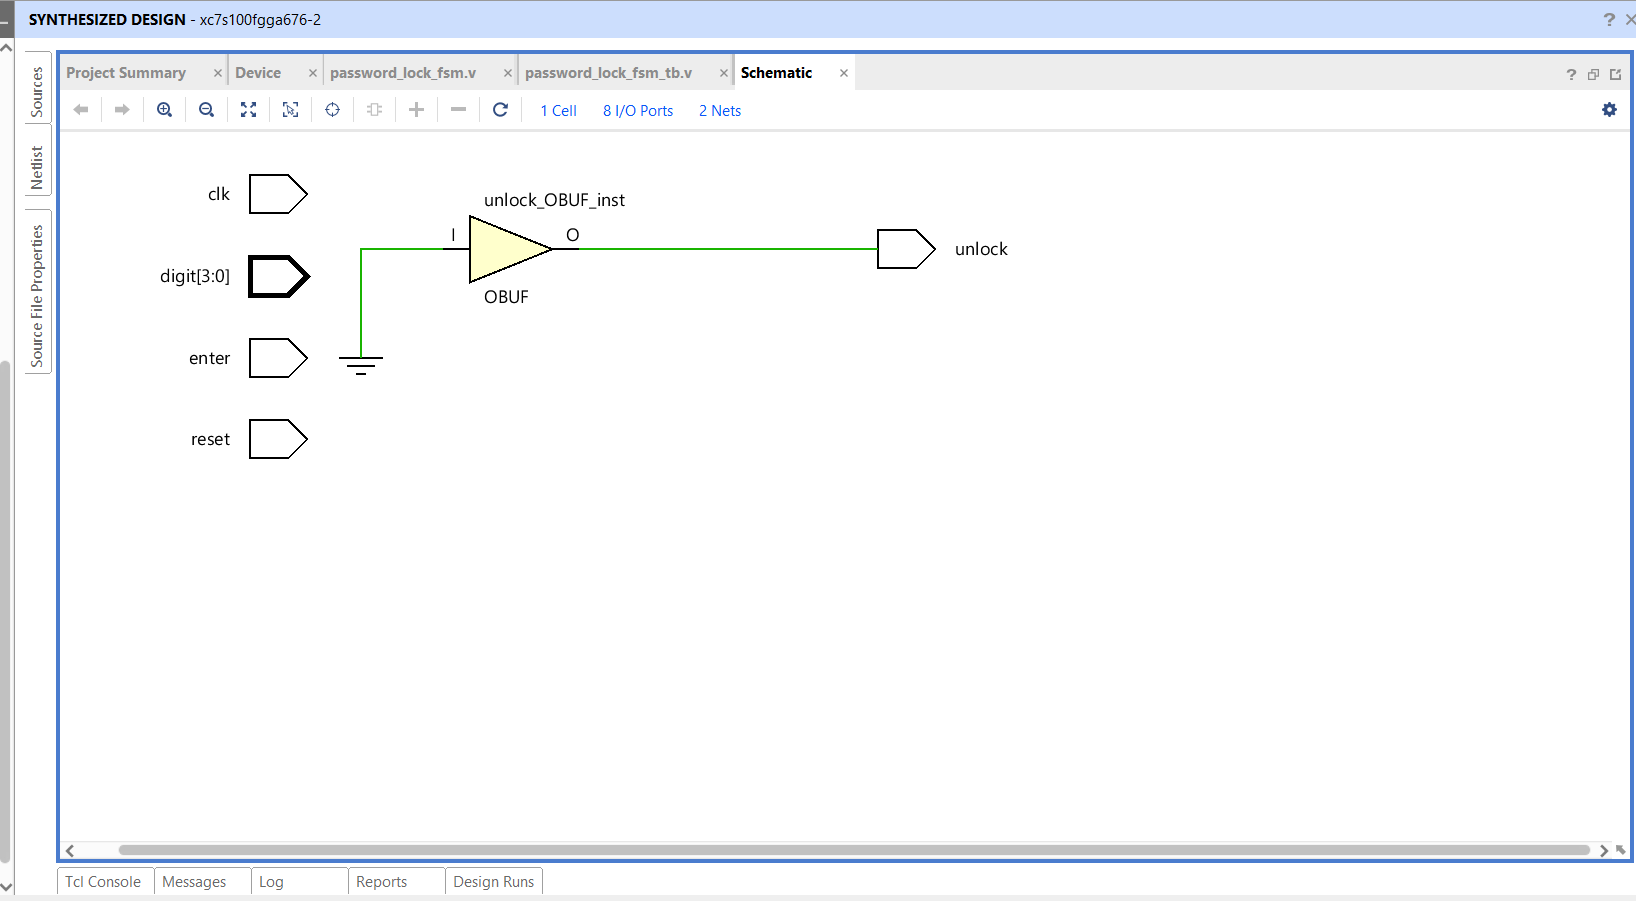 SYNTHESIZED DESIGN - xc7s100fgga676-2
Sources
Netlist
Source File Properties
Project Summary
Device
password_lock_fsm.v
password_lock_fsm_tb.v
Schematic
1 Cell
8 I/O Ports
2 Nets
clk
unlock_OBUF_inst
I
O
unlock
digit[3:0]
OBUF
enter
reset
Tcl Console
Messages
Log
Reports
Design Runs